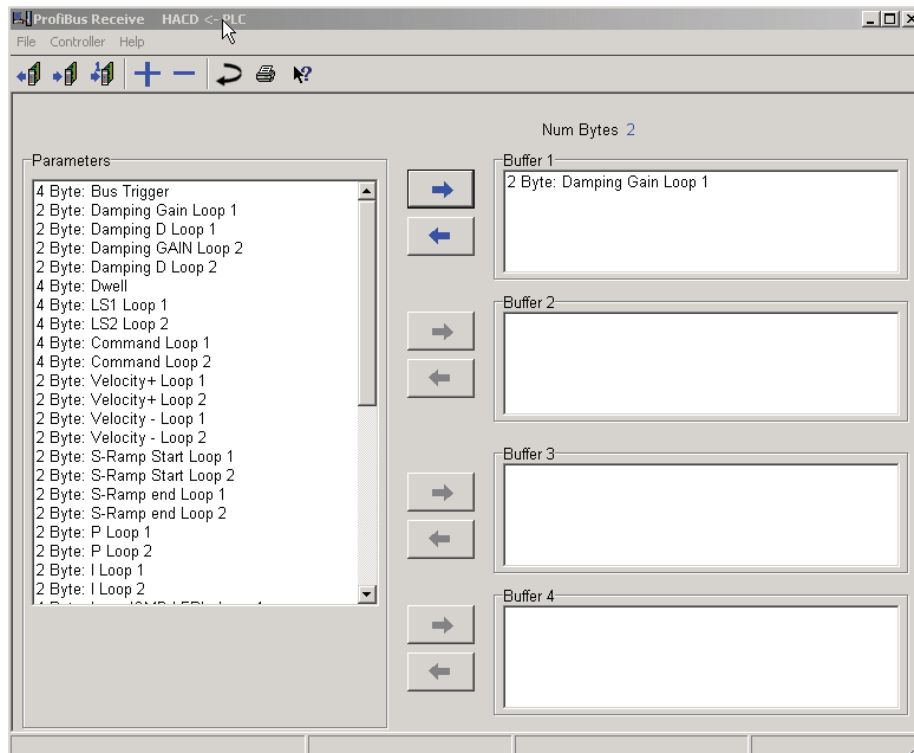 ProfiBus Receive HACD <- PLC
File Controller Help
Num Bytes 2
Parameters
4 Byte: Bus Trigger
2 Byte: Damping Gain Loop 1
2 Byte: Damping D Loop 1
2 Byte: Damping GAIN Loop 2
2 Byte: Damping D Loop 2
4 Byte: Dwell
4 Byte: LS1 Loop 1
4 Byte: LS2 Loop 2
4 Byte: Command Loop 1
4 Byte: Command Loop 2
2 Byte: Velocity+ Loop 1
2 Byte: Velocity+ Loop 2
2 Byte: Velocity - Loop 1
2 Byte: Velocity - Loop 2
2 Byte: S-Ramp Start Loop 1
2 Byte: S-Ramp Start Loop 2
2 Byte: S-Ramp end Loop 1
2 Byte: S-Ramp end Loop 2
2 Byte: P Loop 1
2 Byte: P Loop 2
2 Byte: I Loop 1
2 Byte: I Loop 2
Buffer 1
2 Byte: Damping Gain Loop 1
Buffer 2
Buffer 3
Buffer 4